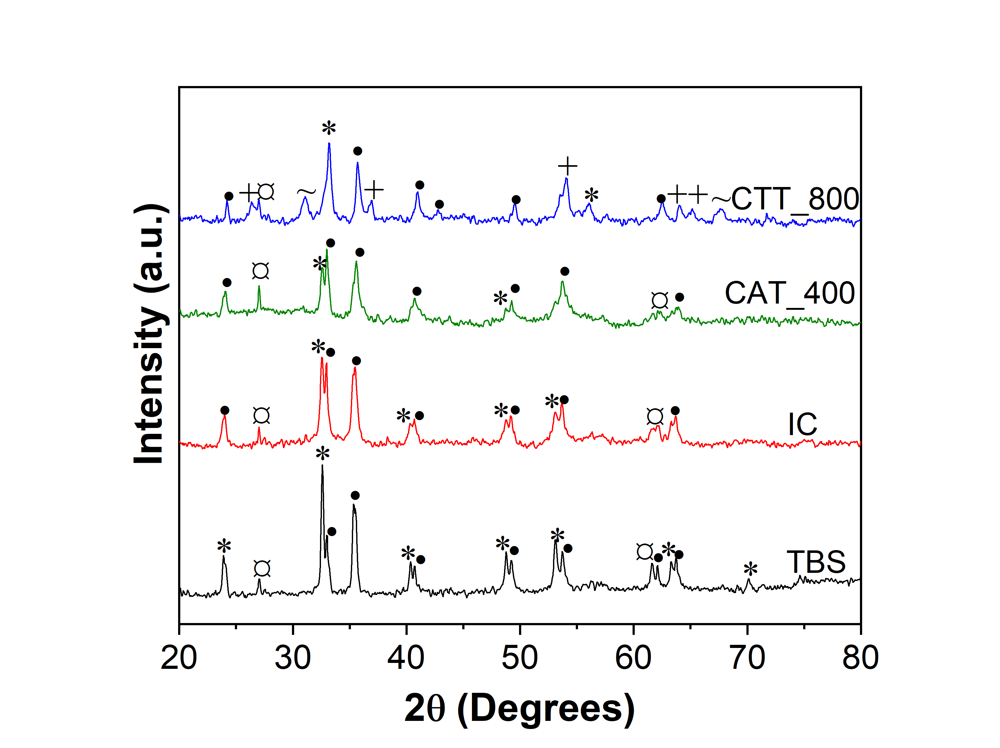 Intensity (a.u.)
* 
• +¤ ~ • + • • • + * • ++ ~CTT_800
• ¤ * • • • * • • ¤ • CAT_400
• ¤ * • • * • * • * • ¤ • IC
* ¤ * • • * • * • * • ¤ • * • * TBS
20 30 40 50 60 70 80
2θ (Degrees)